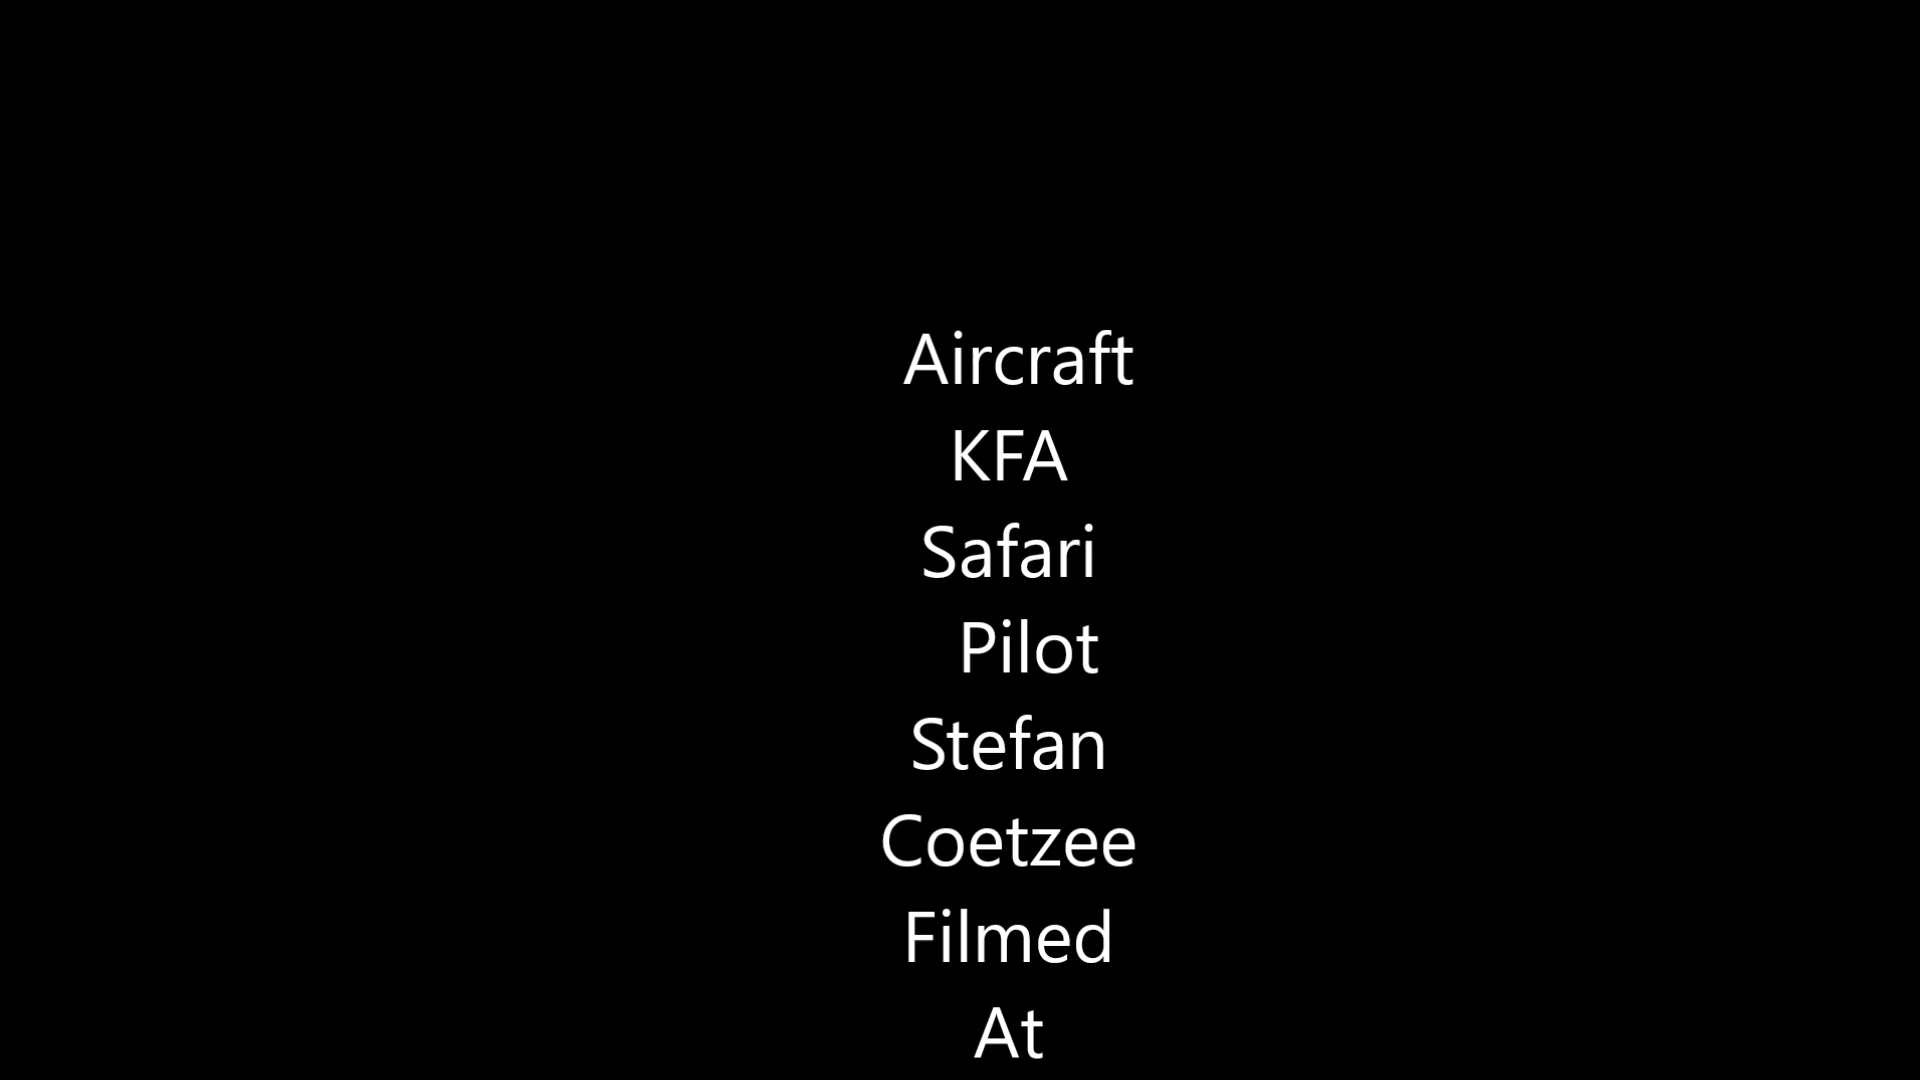 Aircraft
KFA
Safari
Pilot
Stefan
Coetzee
Filmed
At